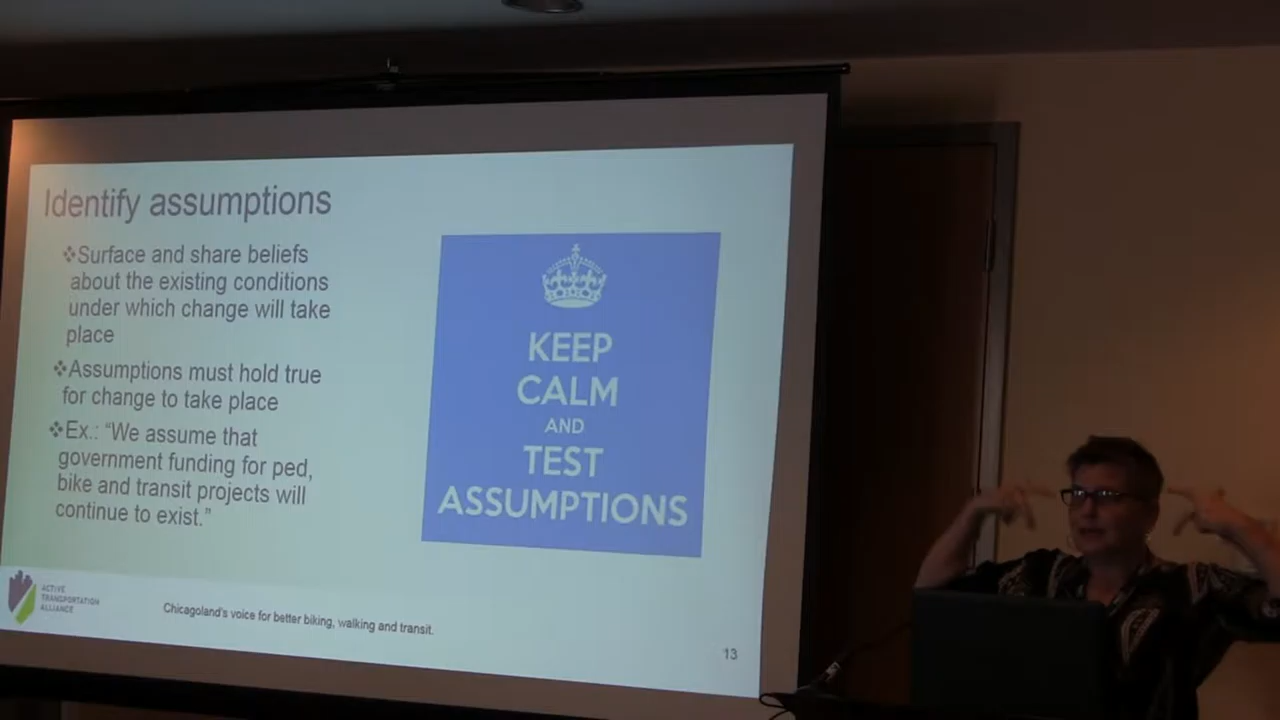 Identify assumptions
❖Surface and share beliefs
about the existing conditions
under which change will take
place
❖Assumptions must hold true
for change to take place
❖Ex.: “We assume that
government funding for ped,
bike and transit projects will
continue to exist.”
KEEP
CALM
AND
TEST
ASSUMPTIONS
ACTIVE
TRANSPORTATION
ALLIANCE
Chicagoland's voice for better biking, walking and transit.
13